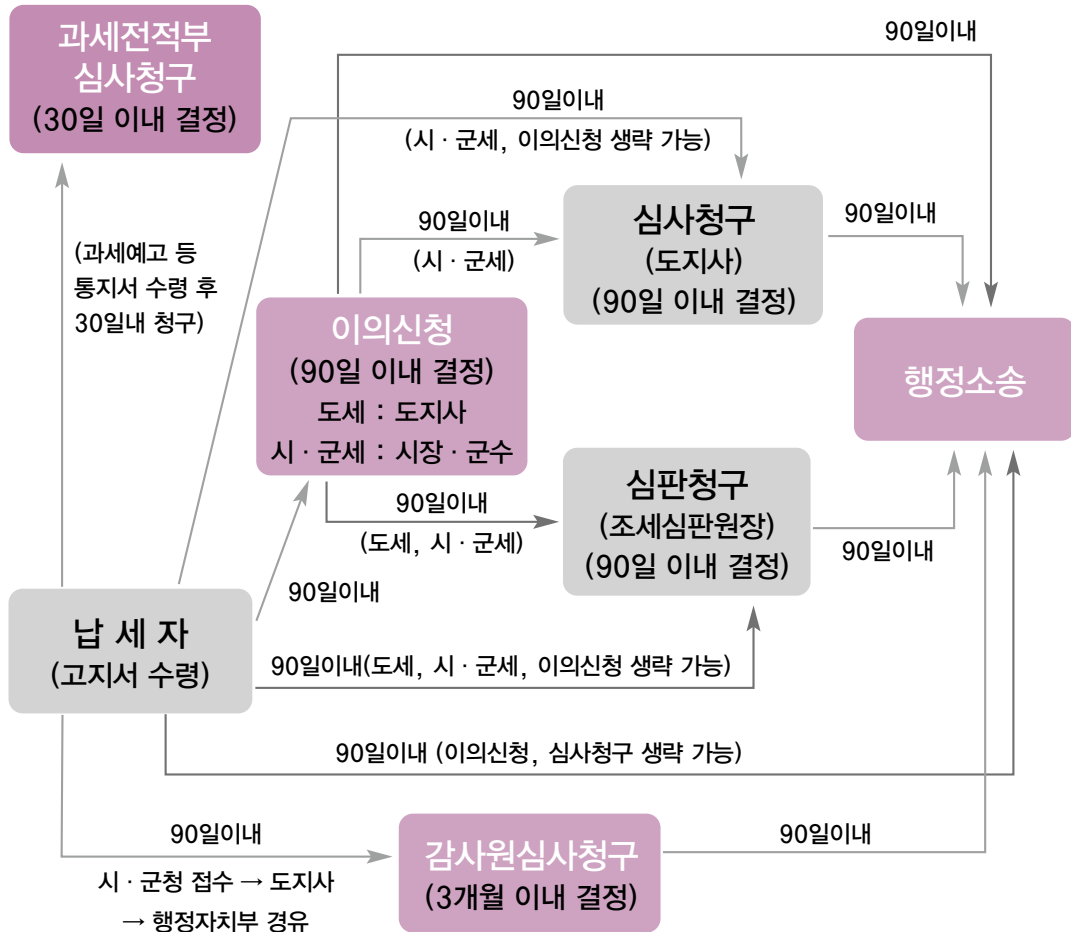 과세전적부
심사청구
(30일 이내 결정)
90일이내
90일이내
(시 · 군세, 이의신청 생략 가능)
심사청구
(도지사)
(90일 이내 결정)
90일이내
90일이내
(시 · 군세)
(과세예고 등
통지서 수령 후
30일내 청구)
이의신청
(90일 이내 결정)
도세 : 도지사
시 · 군세 : 시장 · 군수
행정소송
심판청구
(조세심판원장)
(90일 이내 결정)
90일이내
(도세, 시 · 군세)
90일이내
90일이내
납 세 자
(고지서 수령)
90일이내(도세, 시 · 군세, 이의신청 생략 가능)
90일이내 (이의신청, 심사청구 생략 가능)
90일이내
시 · 군청 접수 → 도지사
→ 행정자치부 경유
감사원심사청구
(3개월 이내 결정)
90일이내